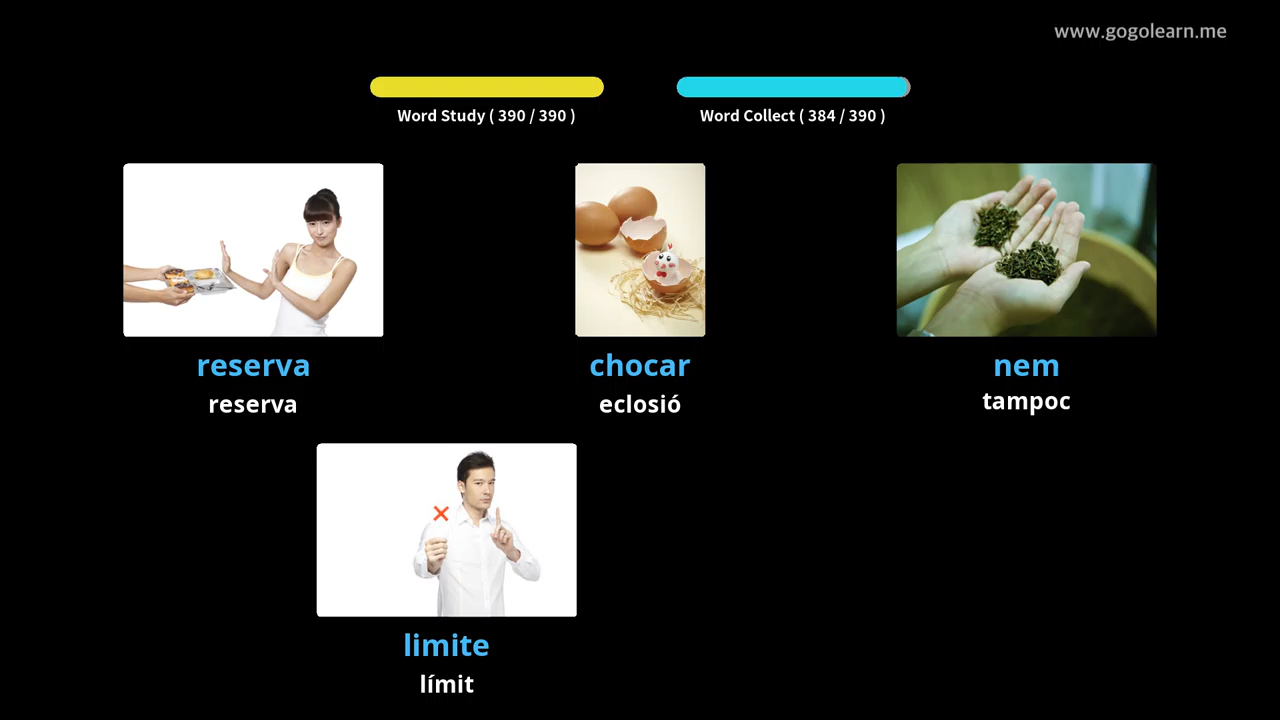 www.gogolearn.me
Word Study ( 390 / 390 )
Word Collect ( 384 / 390 )
reserva
reserva
chocar
eclosió
nem
tampoc
limite
límit